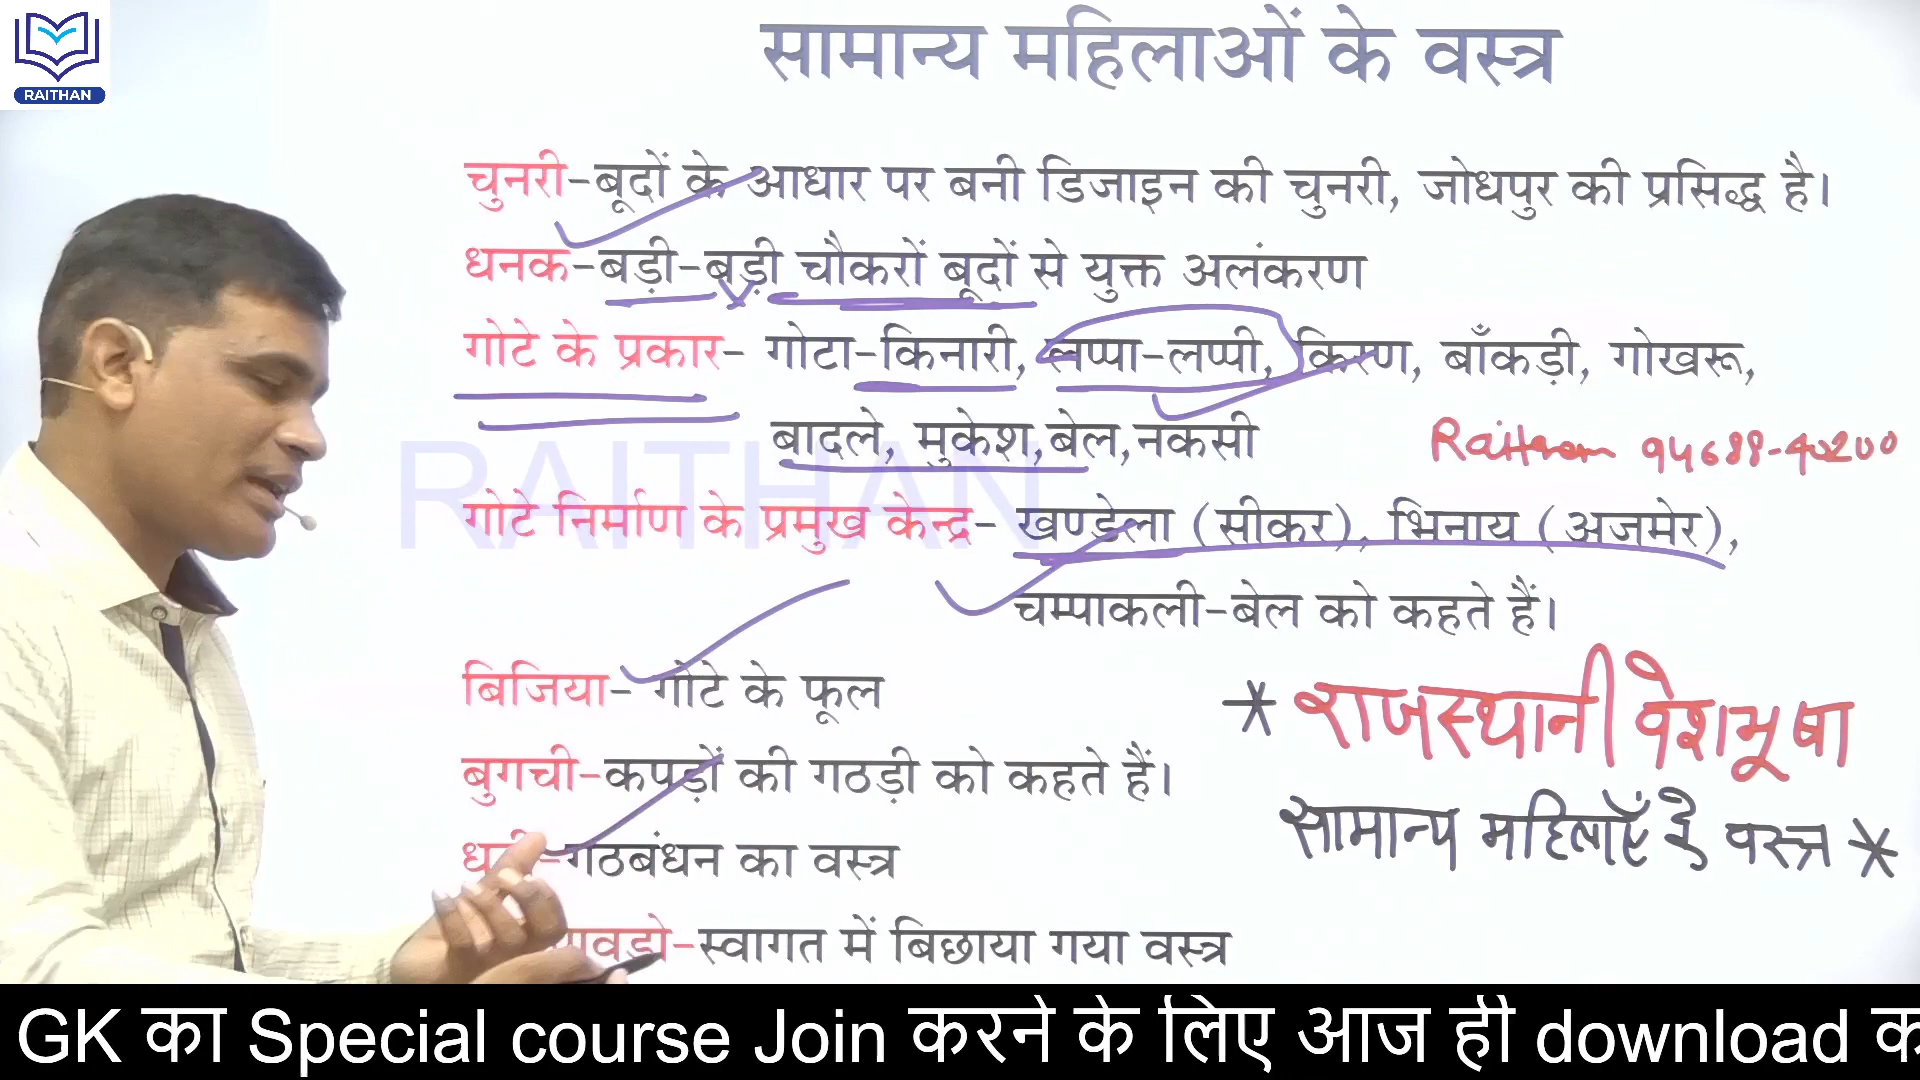 RAITHAN
सामान्य महिलाओं के वस्त्र
चुनरी-बूदों के आधार पर बनी डिजाइन की चुनरी, जोधपुर की प्रसिद्ध है।
धनक-बड़ी-बड़ी चौकरों बूदों से युक्त अलंकरण
गोटे के प्रकार- गोटा-किनारी, लप्पा-लप्पी, किरण, बाँकड़ी, गोखरू,
बादले, मुकेश,बेल,नकसी
RAITHAN
गोटे निर्माण के प्रमुख केन्द्र- खण्डेला (सीकर), भिनाय (अजमेर),
चम्पाकली-बेल को कहते हैं।
बिजिया- गोटे के फूल
बुगची-कपड़ों की गठड़ी को कहते हैं।
-गठबंधन का वस्त्र
-स्वागत में बिछाया गया वस्त्र
Raithan
* राजस्थानी वेशभूषा
सामान्य महिलाएँ वस्त्र *
GK का Special course Join करने के लिए आज ही download क